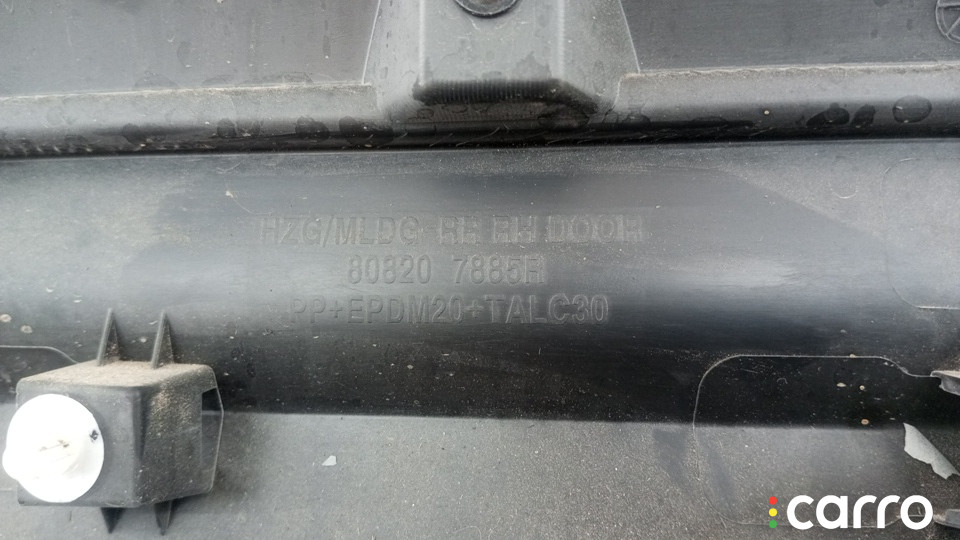 HZG/MLDG RR RH DOOR
80820 7885R
PP+EPDM20+TALC30
carro